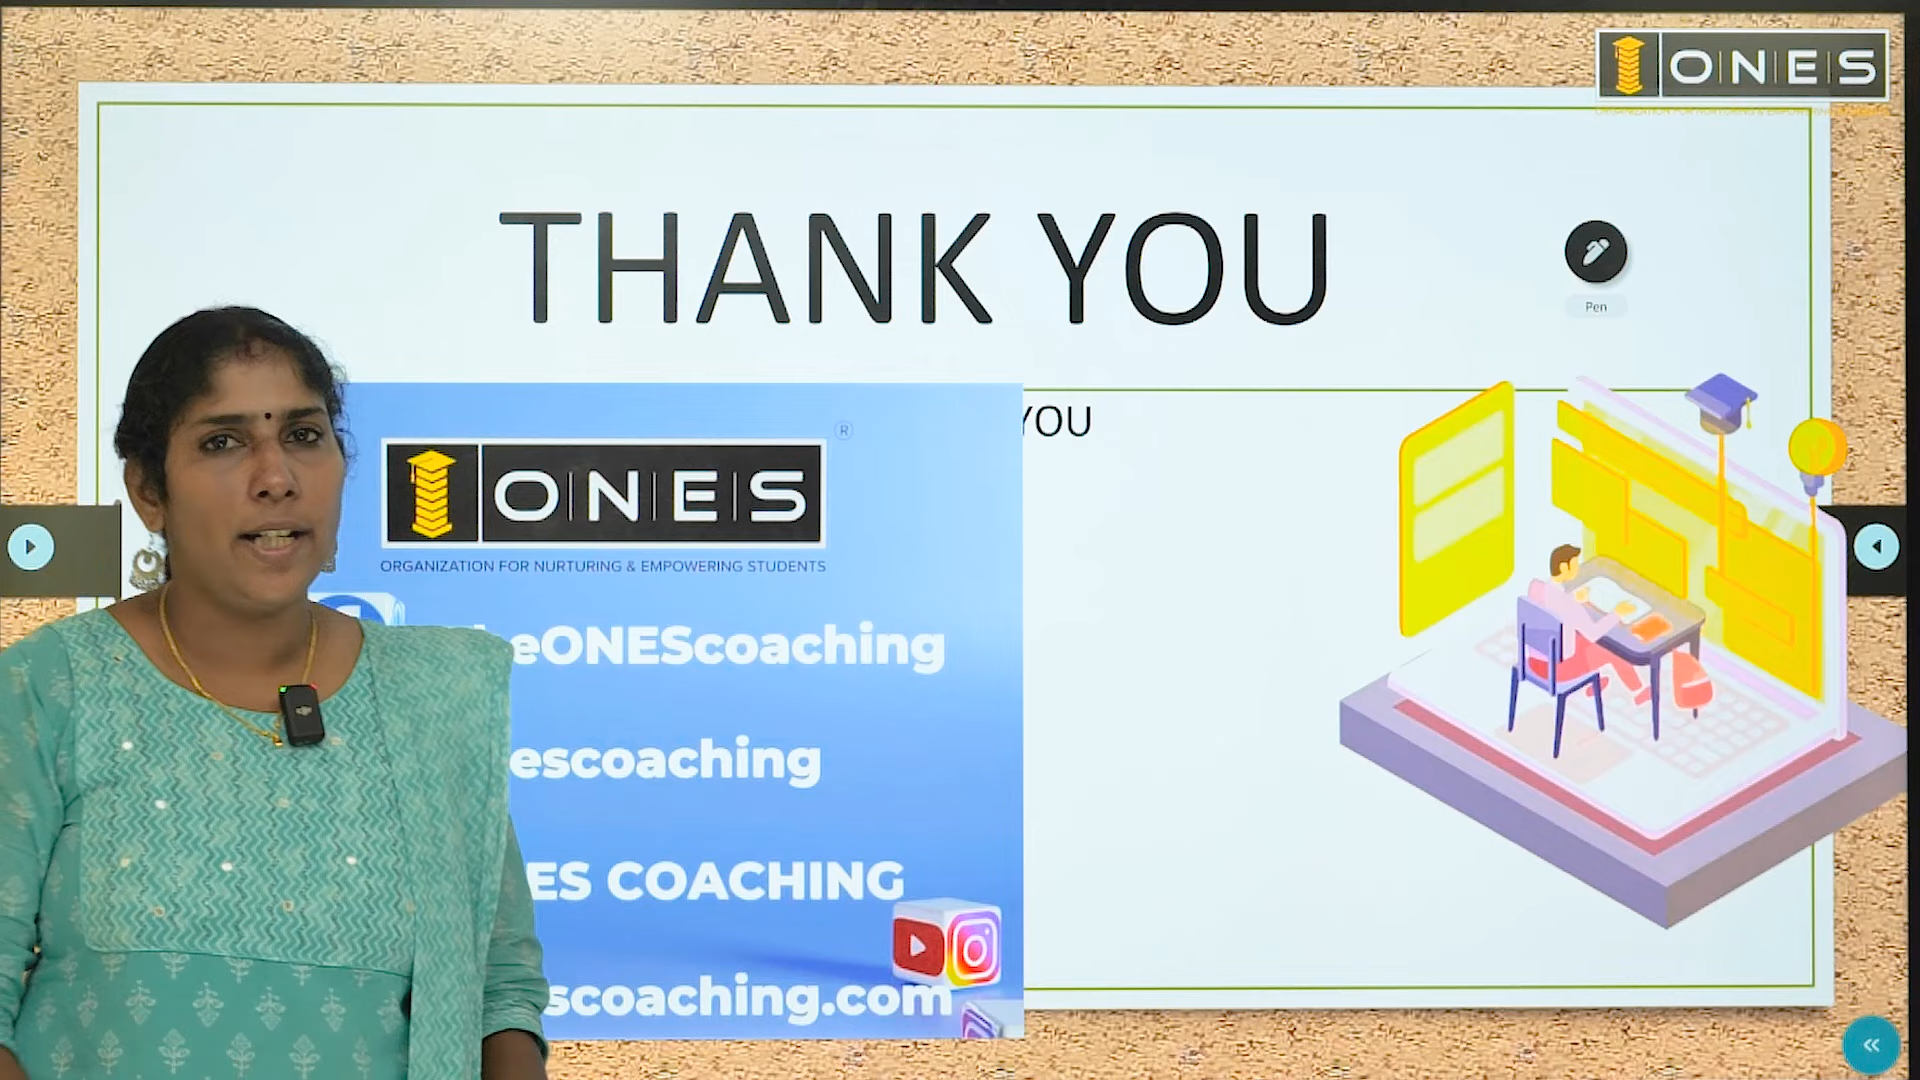 ONES
THANK YOU
Pen
YOU
®
ONES
ORGANIZATION FOR NURTURING & EMPOWERING STUDENTS
eONEScoaching
escoaching
ES COACHING
scoaching.com